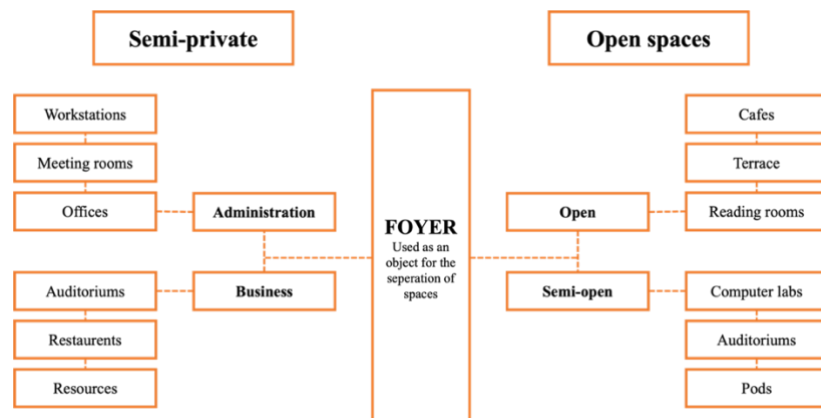 Semi-private
Open spaces
Workstations
Meeting rooms
Offices
Administration
Auditoriums
Business
Restaurents
Resources
FOYER
Used as an
object for the
seperation of
spaces
Cafes
Terrace
Open
Reading rooms
Semi-open
Computer labs
Auditoriums
Pods